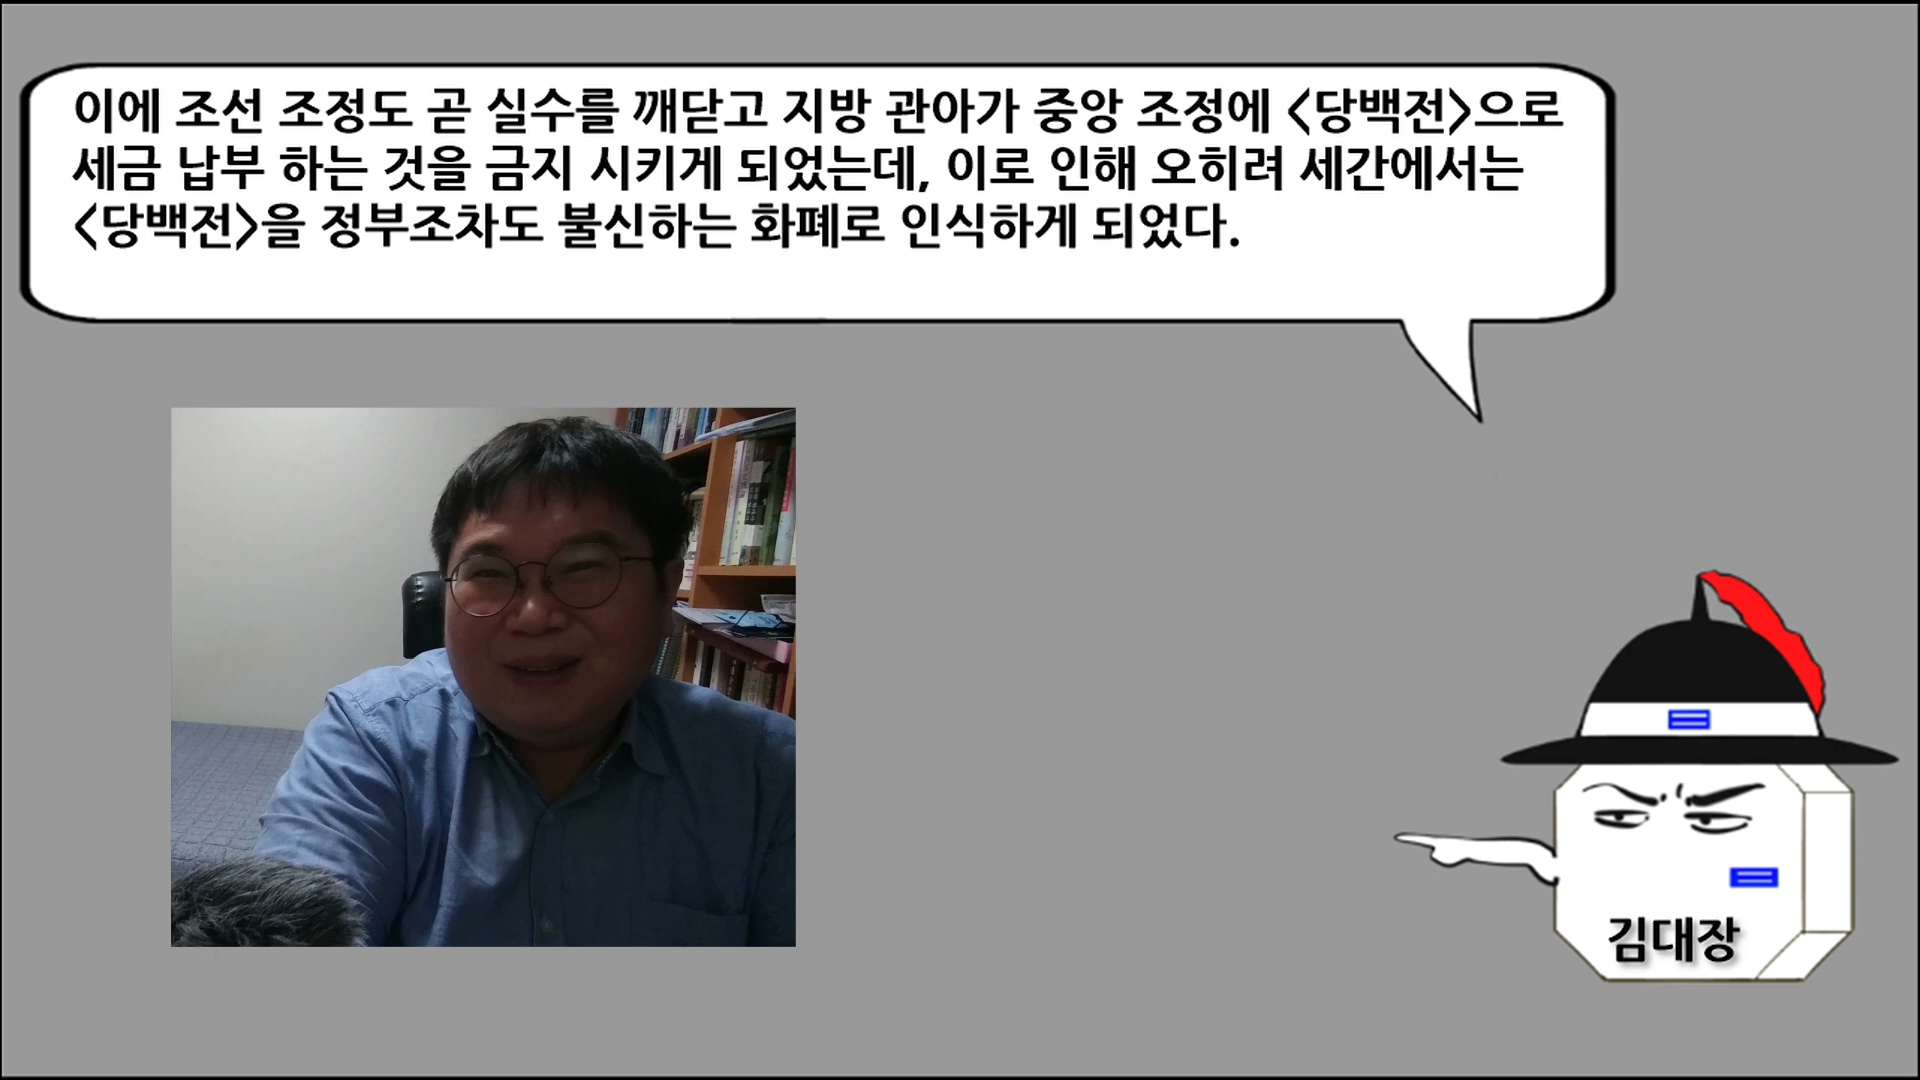 이에 조선 조정도 곧 실수를 깨닫고 지방 관아가 중앙 조정에 <당백전>으로
세금 납부 하는 것을 금지 시키게 되었는데, 이로 인해 오히려 세간에서는
<당백전>을 정부조차도 불신하는 화폐로 인식하게 되었다.
김대장